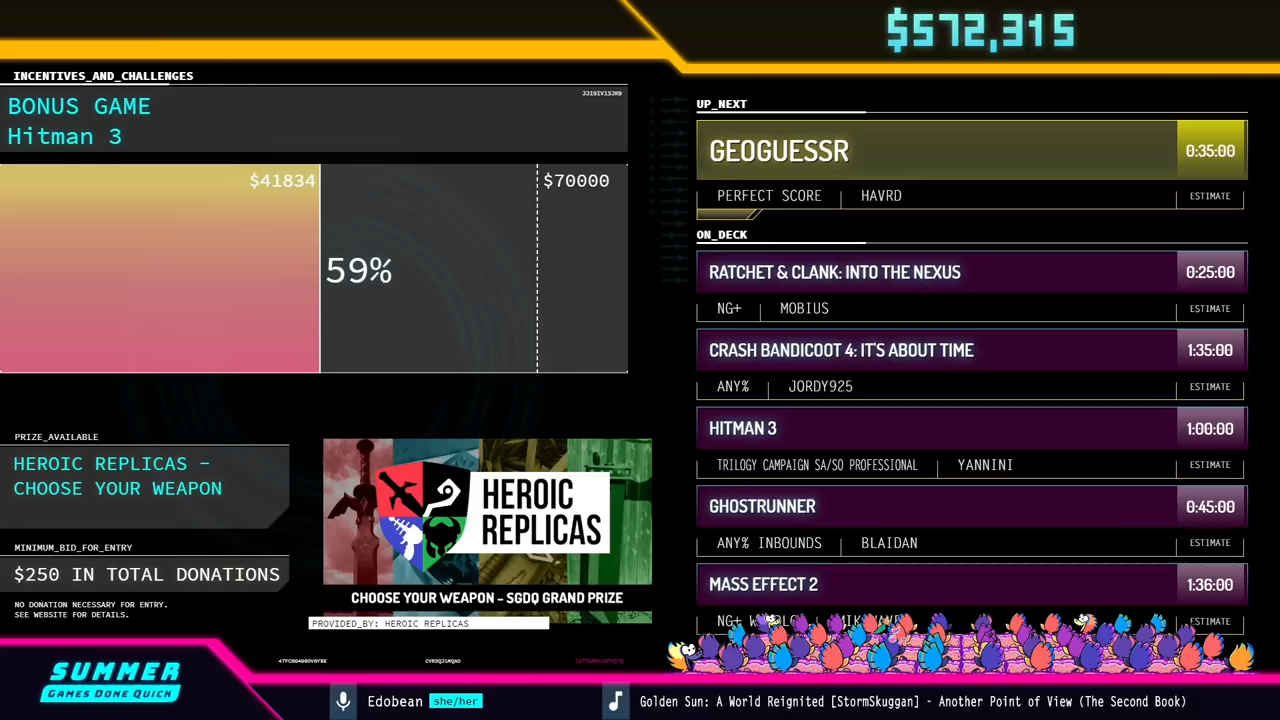 $572,315
INCENTIVES_AND_CHALLENGES
JJ19IV13JK9
BONUS GAME
Hitman 3
$41834
$70000
59%
PRIZE_AVAILABLE
HEROIC REPLICAS -
CHOOSE YOUR WEAPON
MINIMUM_BID_FOR_ENTRY
$250 IN TOTAL DONATIONS
NO DONATION NECESSARY FOR ENTRY.
SEE WEBSITE FOR DETAILS.
HEROIC
REPLICAS
CHOOSE YOUR WEAPON - SGDQ GRAND PRIZE
PROVIDED_BY: HEROIC REPLICAS
UP_NEXT
GEOGUESSR 0:35:00
PERFECT SCORE HAVRD ESTIMATE
ON_DECK
RATCHET & CLANK: INTO THE NEXUS 0:25:00
NG+ MOBIUS ESTIMATE
CRASH BANDICOOT 4: IT'S ABOUT TIME 1:35:00
ANY% JORDY925 ESTIMATE
HITMAN 3 1:00:00
TRILOGY CAMPAIGN SA/SO PROFESSIONAL YANNINI ESTIMATE
GHOSTRUNNER 0:45:00
ANY% INBOUNDS BLAIDAN ESTIMATE
MASS EFFECT 2 1:36:00
NG+ ESTIMATE
SUMMER
GAMES DONE QUICK
Edobean she/her
Golden Sun: A World Reignited [StormSkuggan] - Another Point of View (The Second Book)